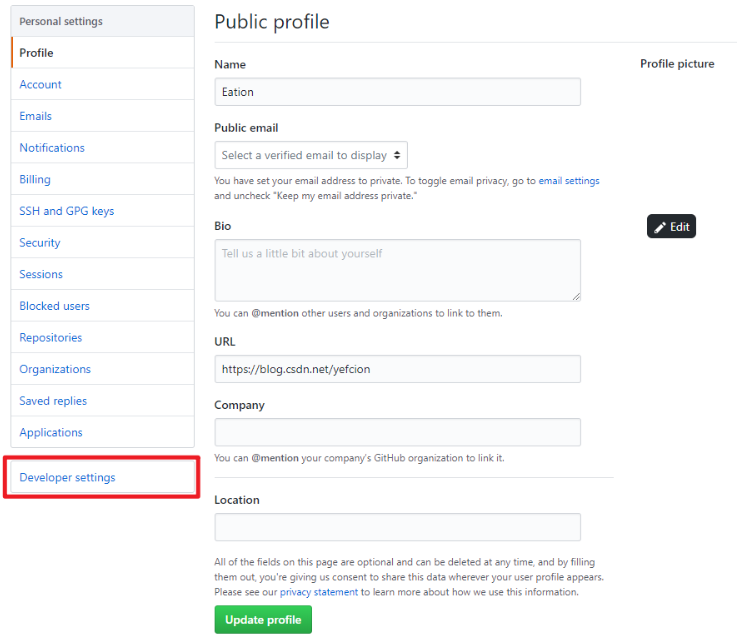 Personal settings
Profile
Account
Emails
Notifications
Billing
SSH and GPG keys
Security
Sessions
Blocked users
Repositories
Organizations
Saved replies
Applications
Developer settings
Public profile
Name
Eation
Public email
Select a verified email to display
You have set your email address to private. To toggle email privacy, go to email settings
and uncheck "Keep my email address private."
Bio
Tell us a little bit about yourself
You can @mention other users and organizations to link to them.
URL
https://blog.csdn.net/yefcion
Company
You can @mention your company's GitHub organization to link it.
Location
All of the fields on this page are optional and can be deleted at any time, and by filling
them out, you're giving us consent to share this data wherever your user profile appears.
Please see our privacy statement to learn more about how we use this information.
Update profile
Profile picture
Edit